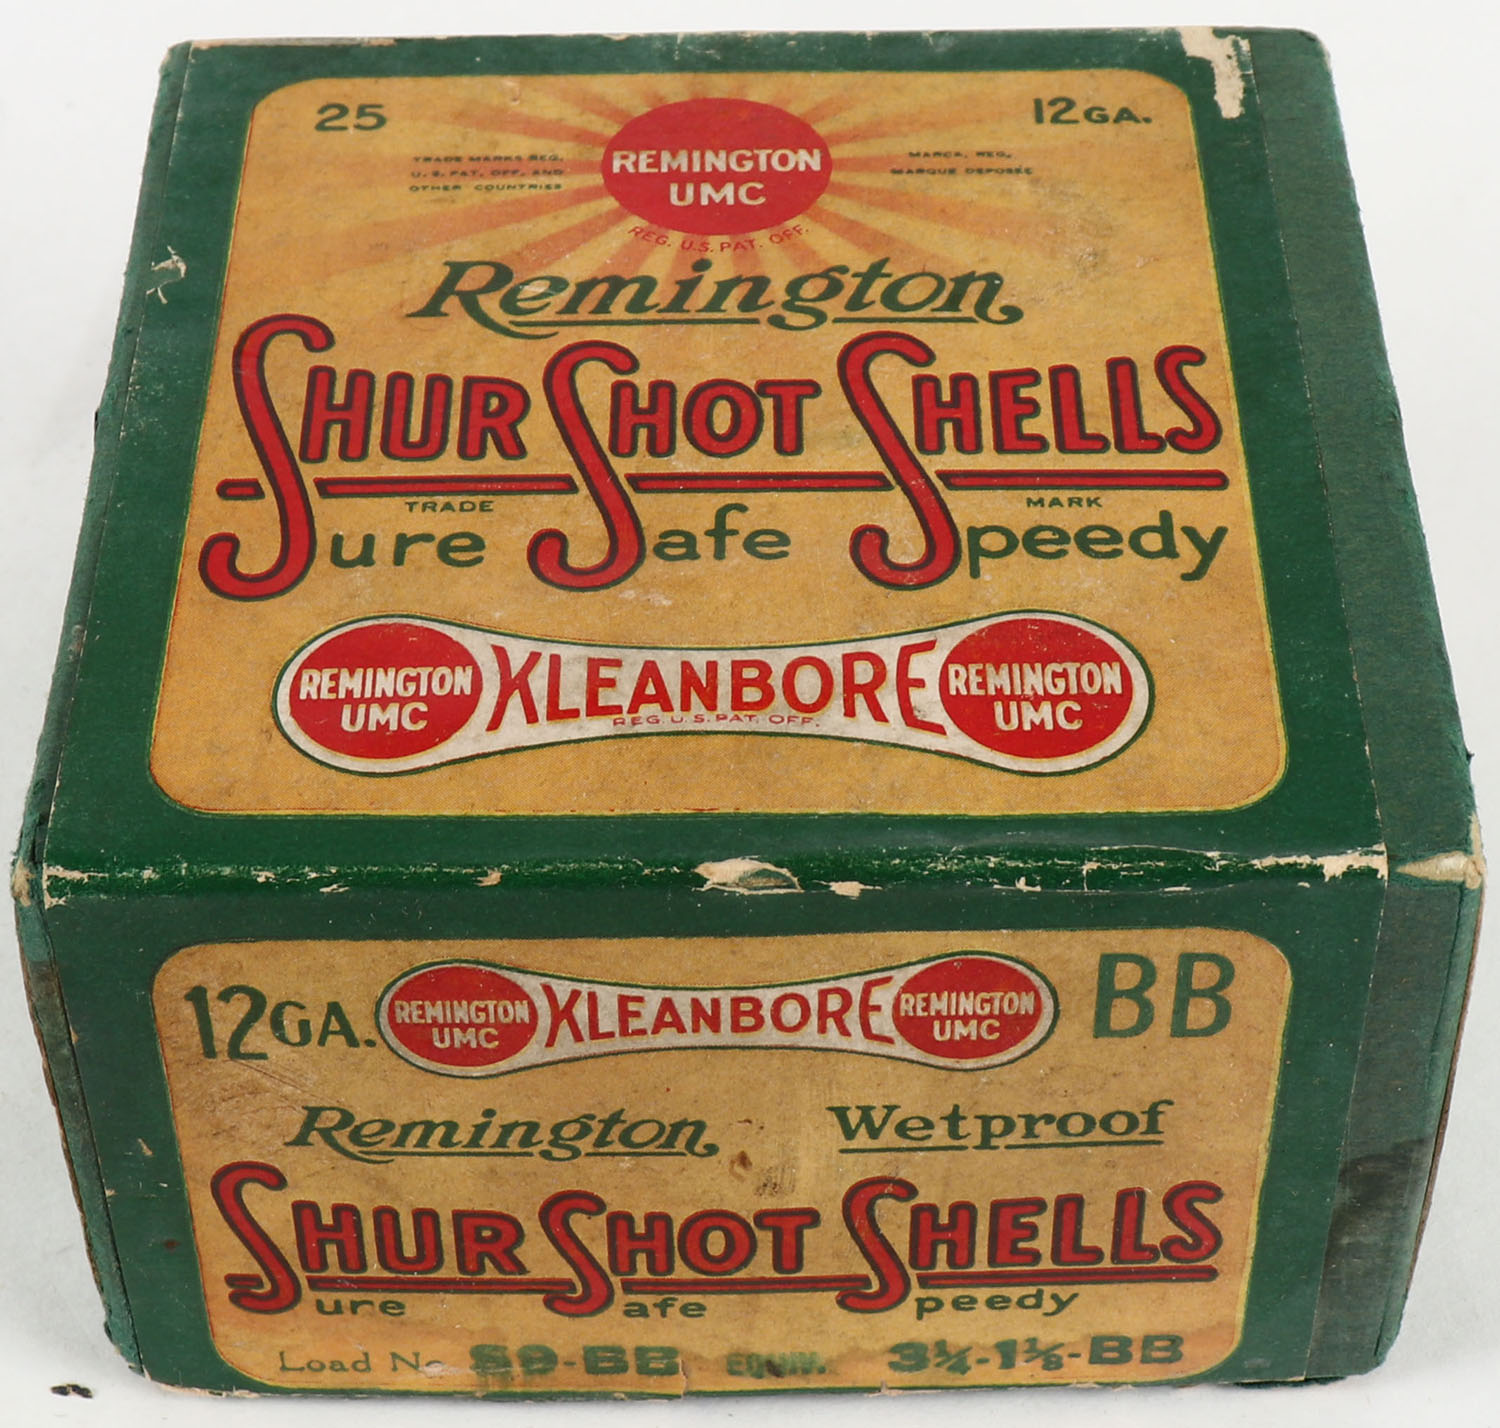 25
12GA.
TRADE MARKS REG.
U. S. PAT. OFF. AND
OTHER COUNTRIES
REMINGTON
UMC
REG. U.S. PAT. OFF.
MARCA. REG.
MARQUE DEPOSÉE
Remington
SHUR SHOT SHELLS
TRADE MARK
Sure Safe Speedy
REMINGTON
UMC
KLEANBORE
REG. U.S. PAT. OFF.
REMINGTON
UMC
12GA.
REMINGTON
UMC
KLEANBORE
REMINGTON
UMC
BB
Remington Wetproof
SHUR SHOT SHELLS
Sure Safe Speedy
Load No EQUIV. 3¼-1⅛-BB